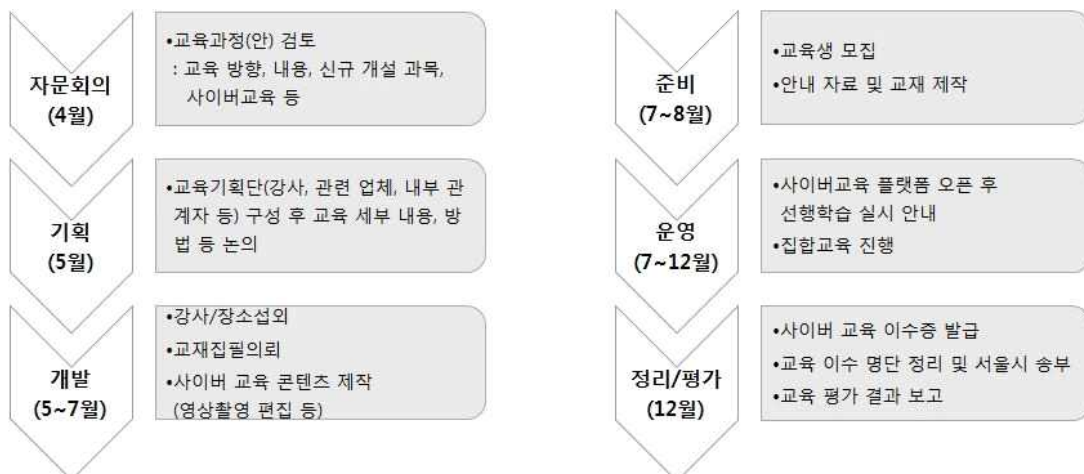 자문회의
(4월)
•교육과정(안) 검토
: 교육 방향, 내용, 신규 개설 과목,
사이버교육 등
기획
(5월)
•교육기획단(강사, 관련 업체, 내부 관
계자 등) 구성 후 교육 세부 내용, 방
법 등 논의
개발
(5~7월)
•강사/장소섭외
•교재집필의뢰
•사이버 교육 콘텐츠 제작
(영상촬영 편집 등)
준비
(7~8월)
•교육생 모집
•안내 자료 및 교재 제작
운영
(7~12월)
•사이버교육 플랫폼 오픈 후
선행학습 실시 안내
•집합교육 진행
정리/평가
(12월)
•사이버 교육 이수증 발급
•교육 이수 명단 정리 및 서울시 송부
•교육 평가 결과 보고